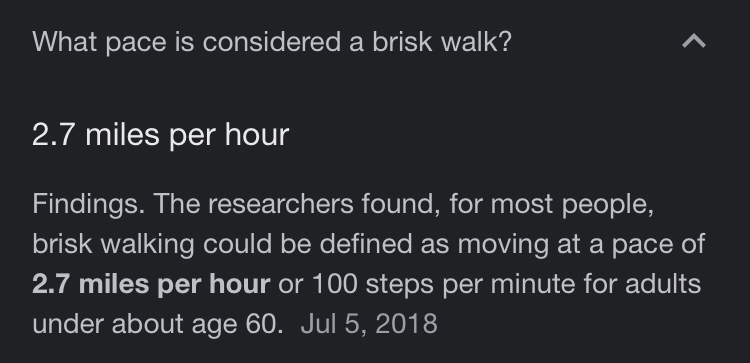 What pace is considered a brisk walk?
2.7 miles per hour
Findings. The researchers found, for most people,
brisk walking could be defined as moving at a pace of
2.7 miles per hour or 100 steps per minute for adults
under about age 60. Jul 5, 2018